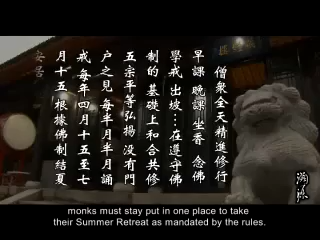 僧衆全天精進修行
早課 晚課 坐香 念佛
學戒 出坡…在遵守佛
制的基礎上和合共修
五宗平等弘揚 沒有門
户之見 每半月半月誦
戒 每年四月十五至七
月十五 根據佛制結夏
安居
monks must stay put in one place to take
their Summer Retreat as mandated by the rules.